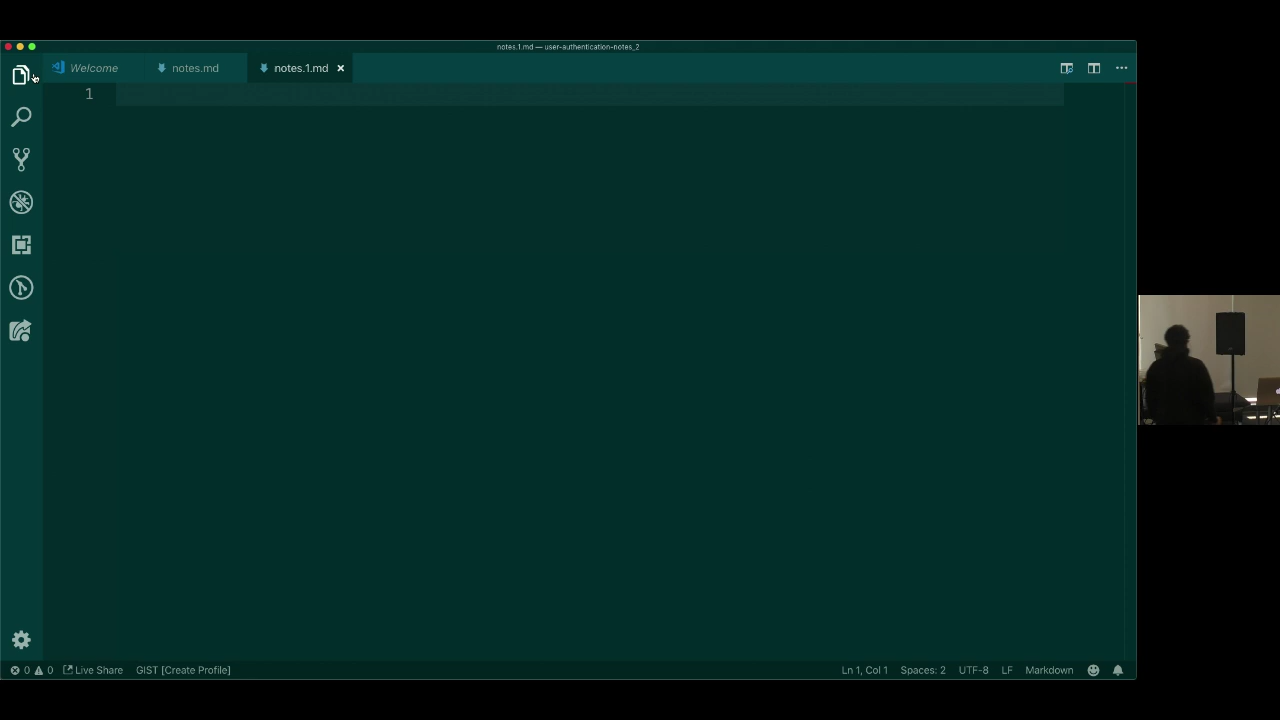 notes.1.md — user-authentication-notes_2
Welcome
notes.md
notes.1.md
1
0 0
Live Share
GIST [Create Profile]
Ln 1, Col 1
Spaces: 2
UTF-8
LF
Markdown